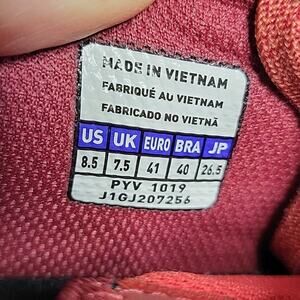 MADE IN VIETNAM
FABRIQUÉ AU VIETNAM
FABRICADO NO VIETNÃ
US UK EURO BRA JP
8.5 7.5 41 40 26.5
PYV 1019
J1GJ207256